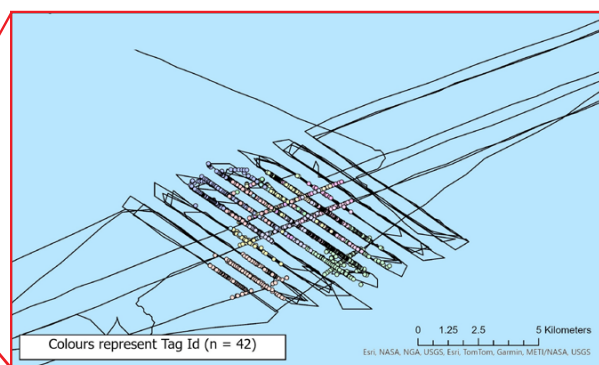 Colours represent Tag Id (n = 42)
0 1.25 2.5 5 Kilometers
Esri, NASA, NGA, USGS, Esri, TomTom, Garmin, METI/NASA, USGS